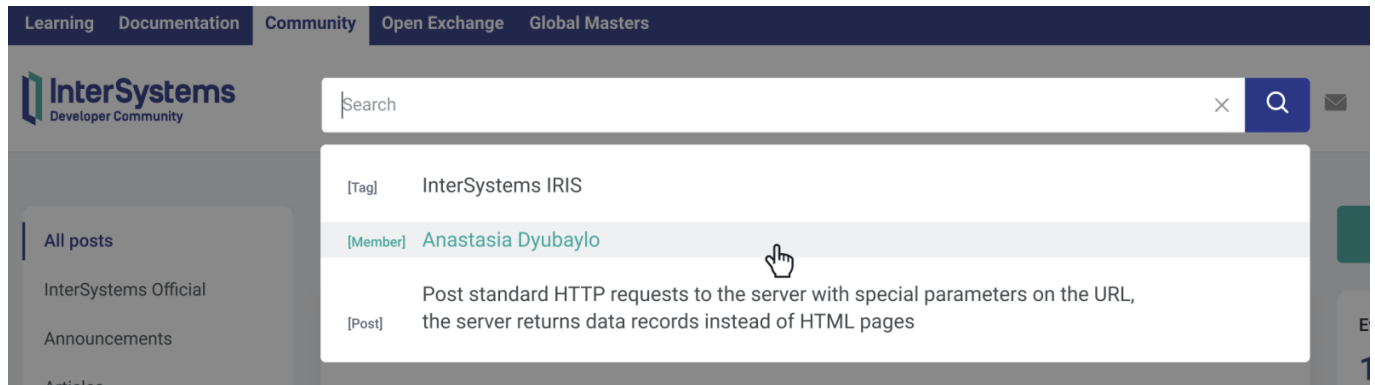 Learning Documentation Community Open Exchange Global Masters
InterSystems
Developer Community
Search
[Tag] InterSystems IRIS
[Member] Anastasia Dyubaylo
[Post] Post standard HTTP requests to the server with special parameters on the URL,
the server returns data records instead of HTML pages
All posts
InterSystems Official
Announcements
Articles